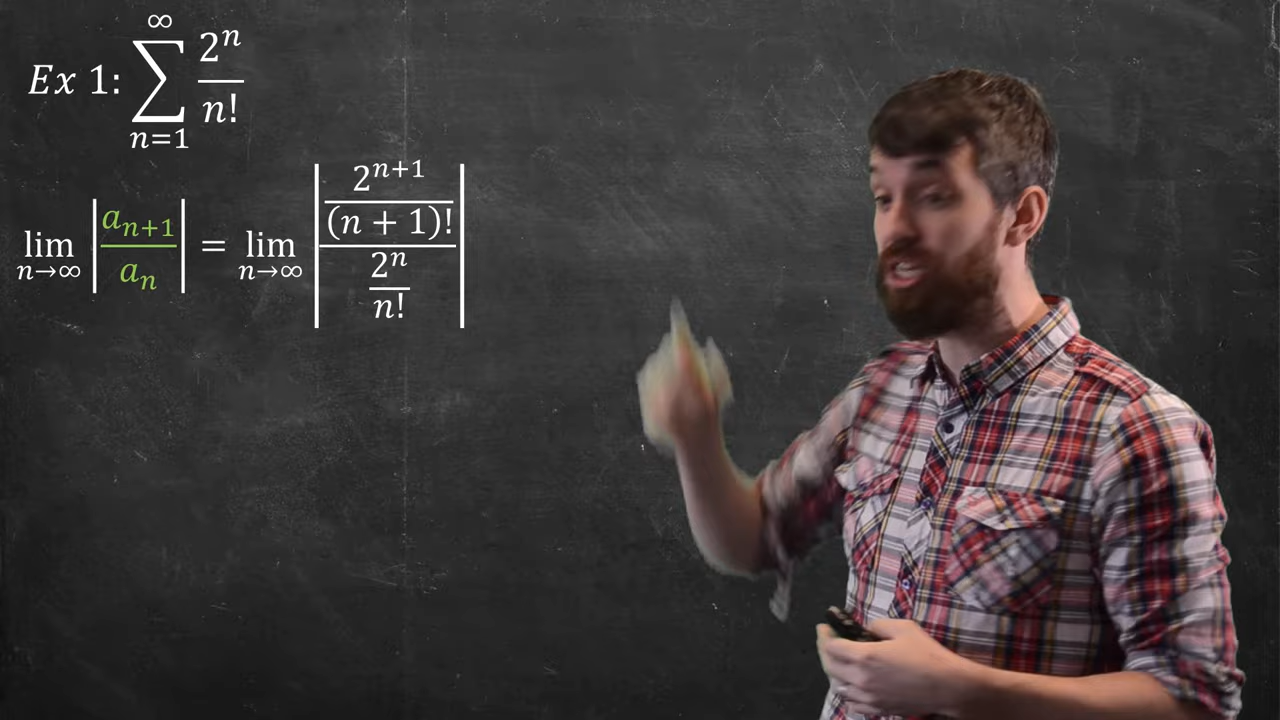 Ex 1: ∑_{n=1}^{∞} 2^n / n!
lim_{n→∞} |a_{n+1} / a_n| = lim_{n→∞} |(2^{n+1} / (n + 1)!) / (2^n / n!)|